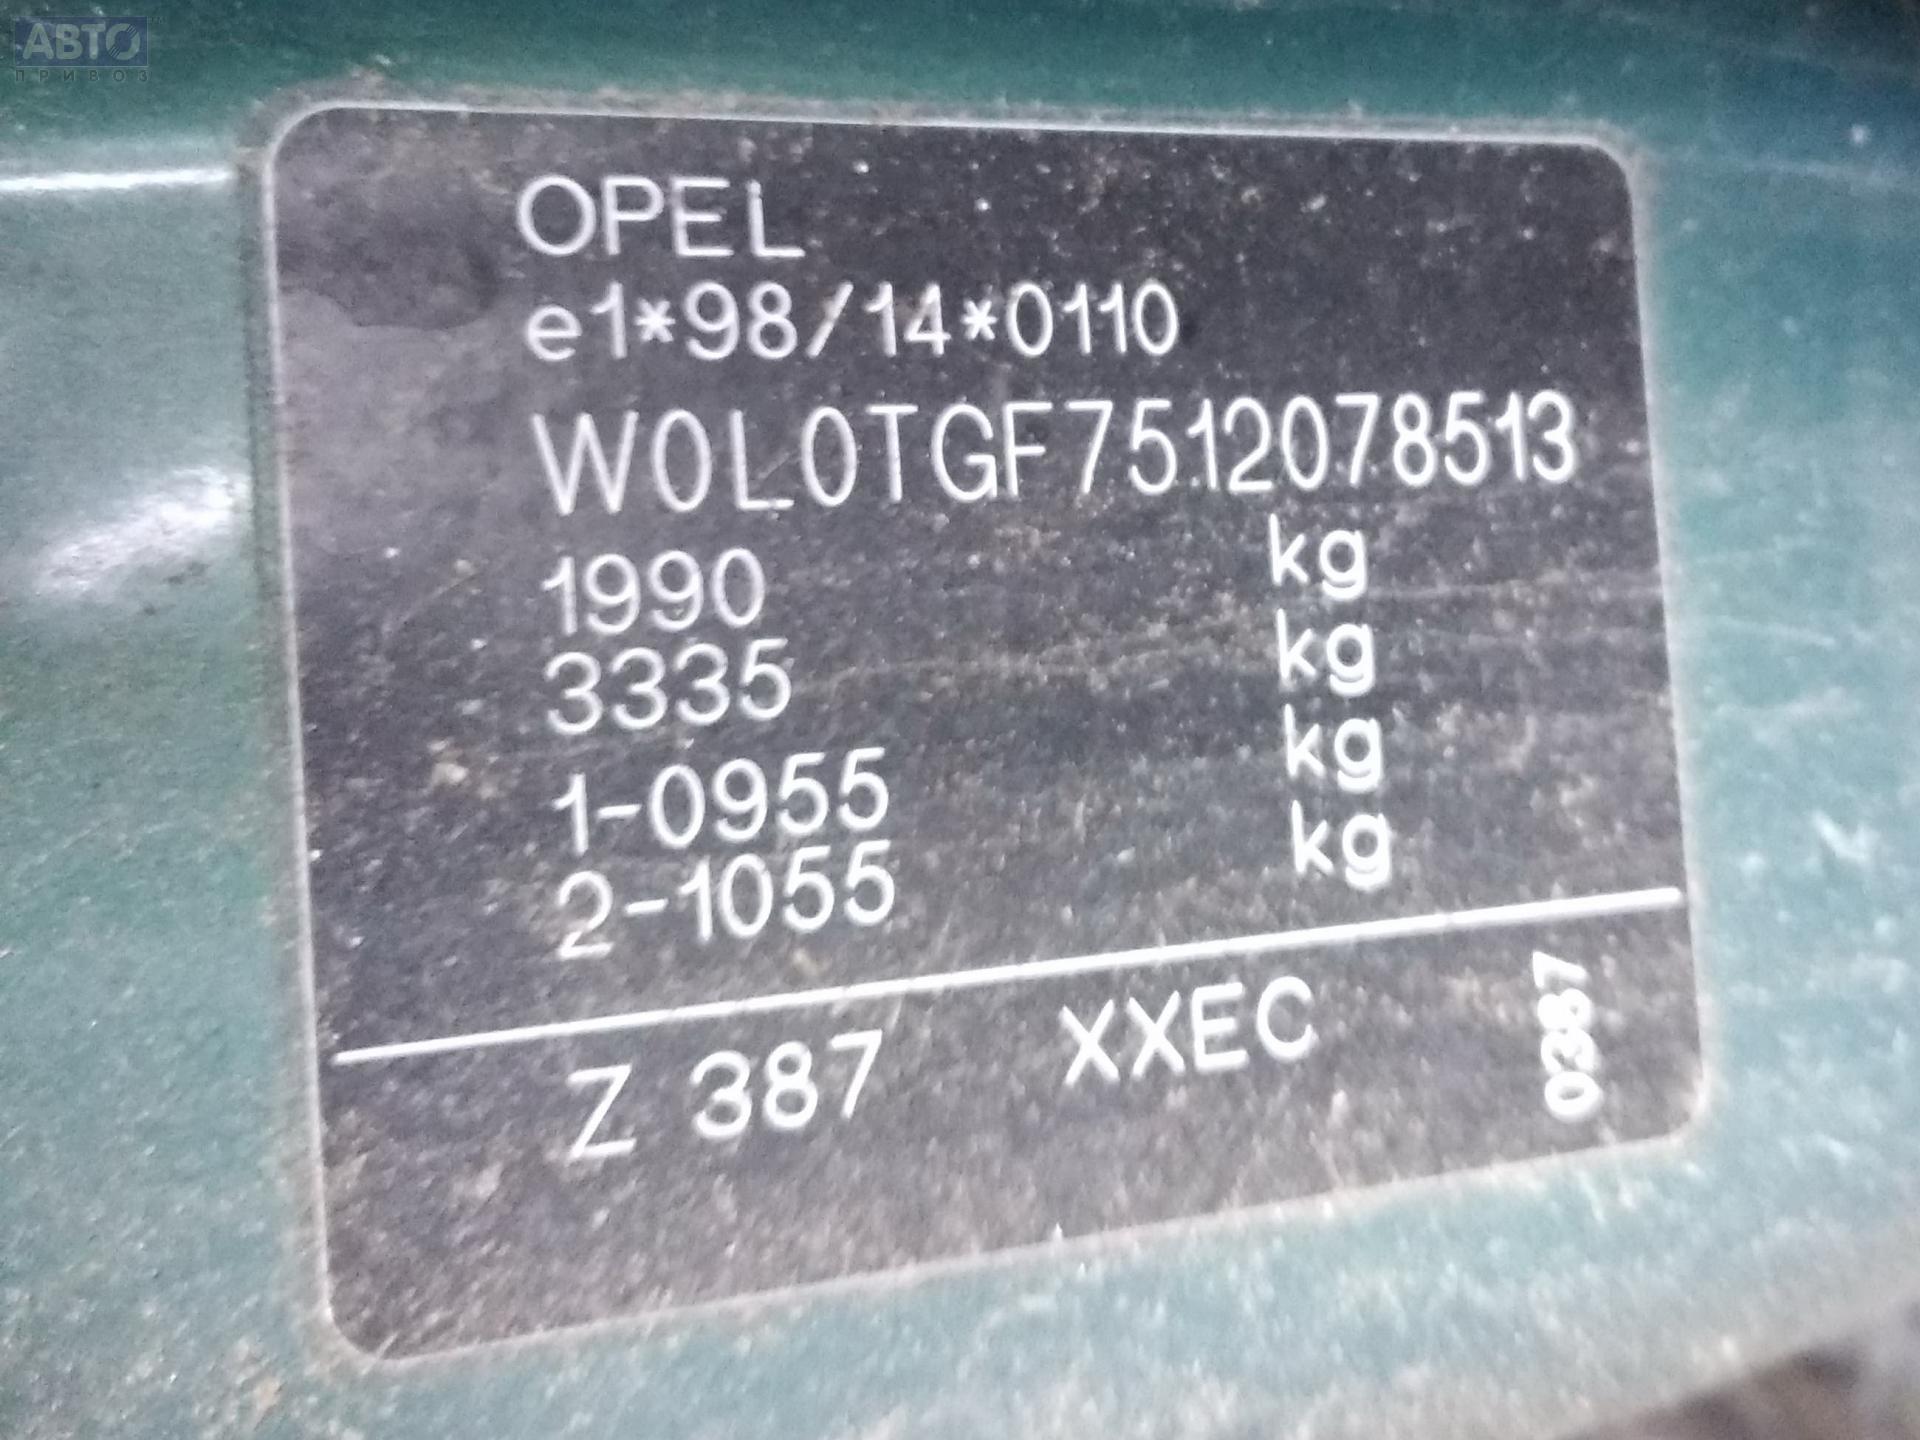 АВТО
ПРИВОЗ
OPEL
e1*98/14*0110
W0L0TGF7512078513
1990 kg
3335 kg
1-0955 kg
2-1055 kg
Z 387 XXEC 0387